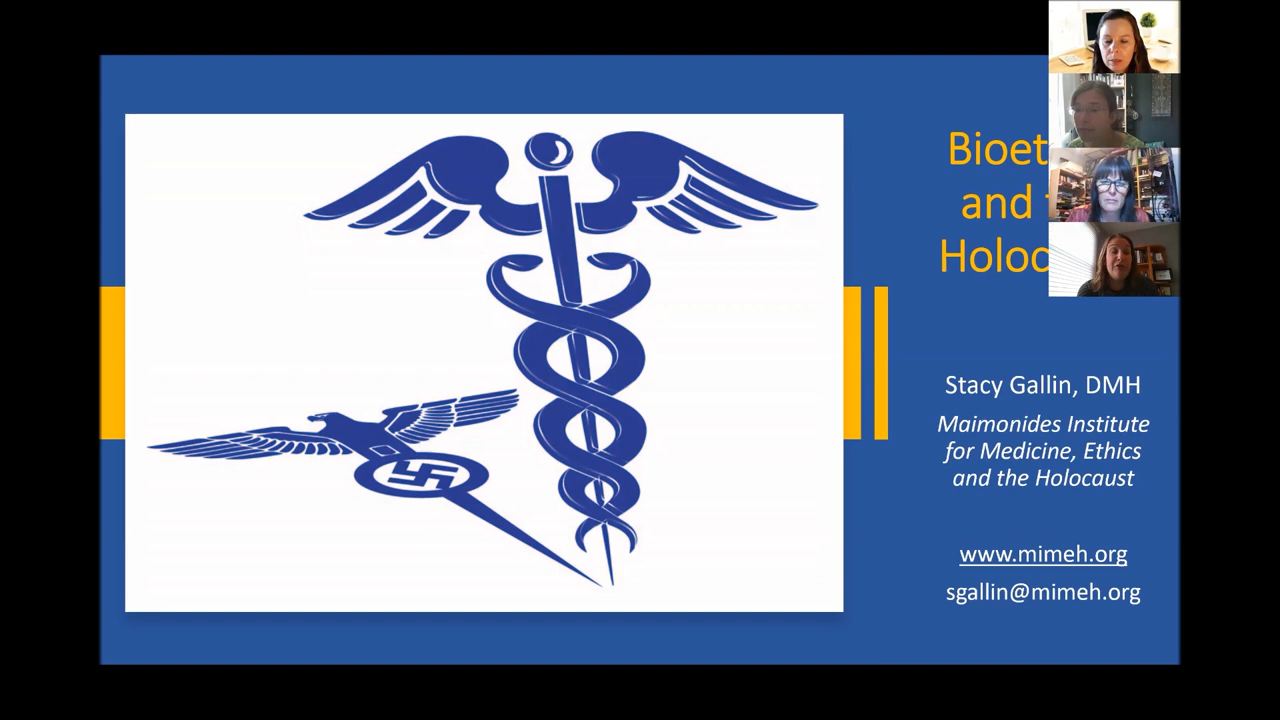 Bioet
and
Holoc
Stacy Gallin, DMH
Maimonides Institute
for Medicine, Ethics
and the Holocaust
www.mimeh.org
sgallin@mimeh.org